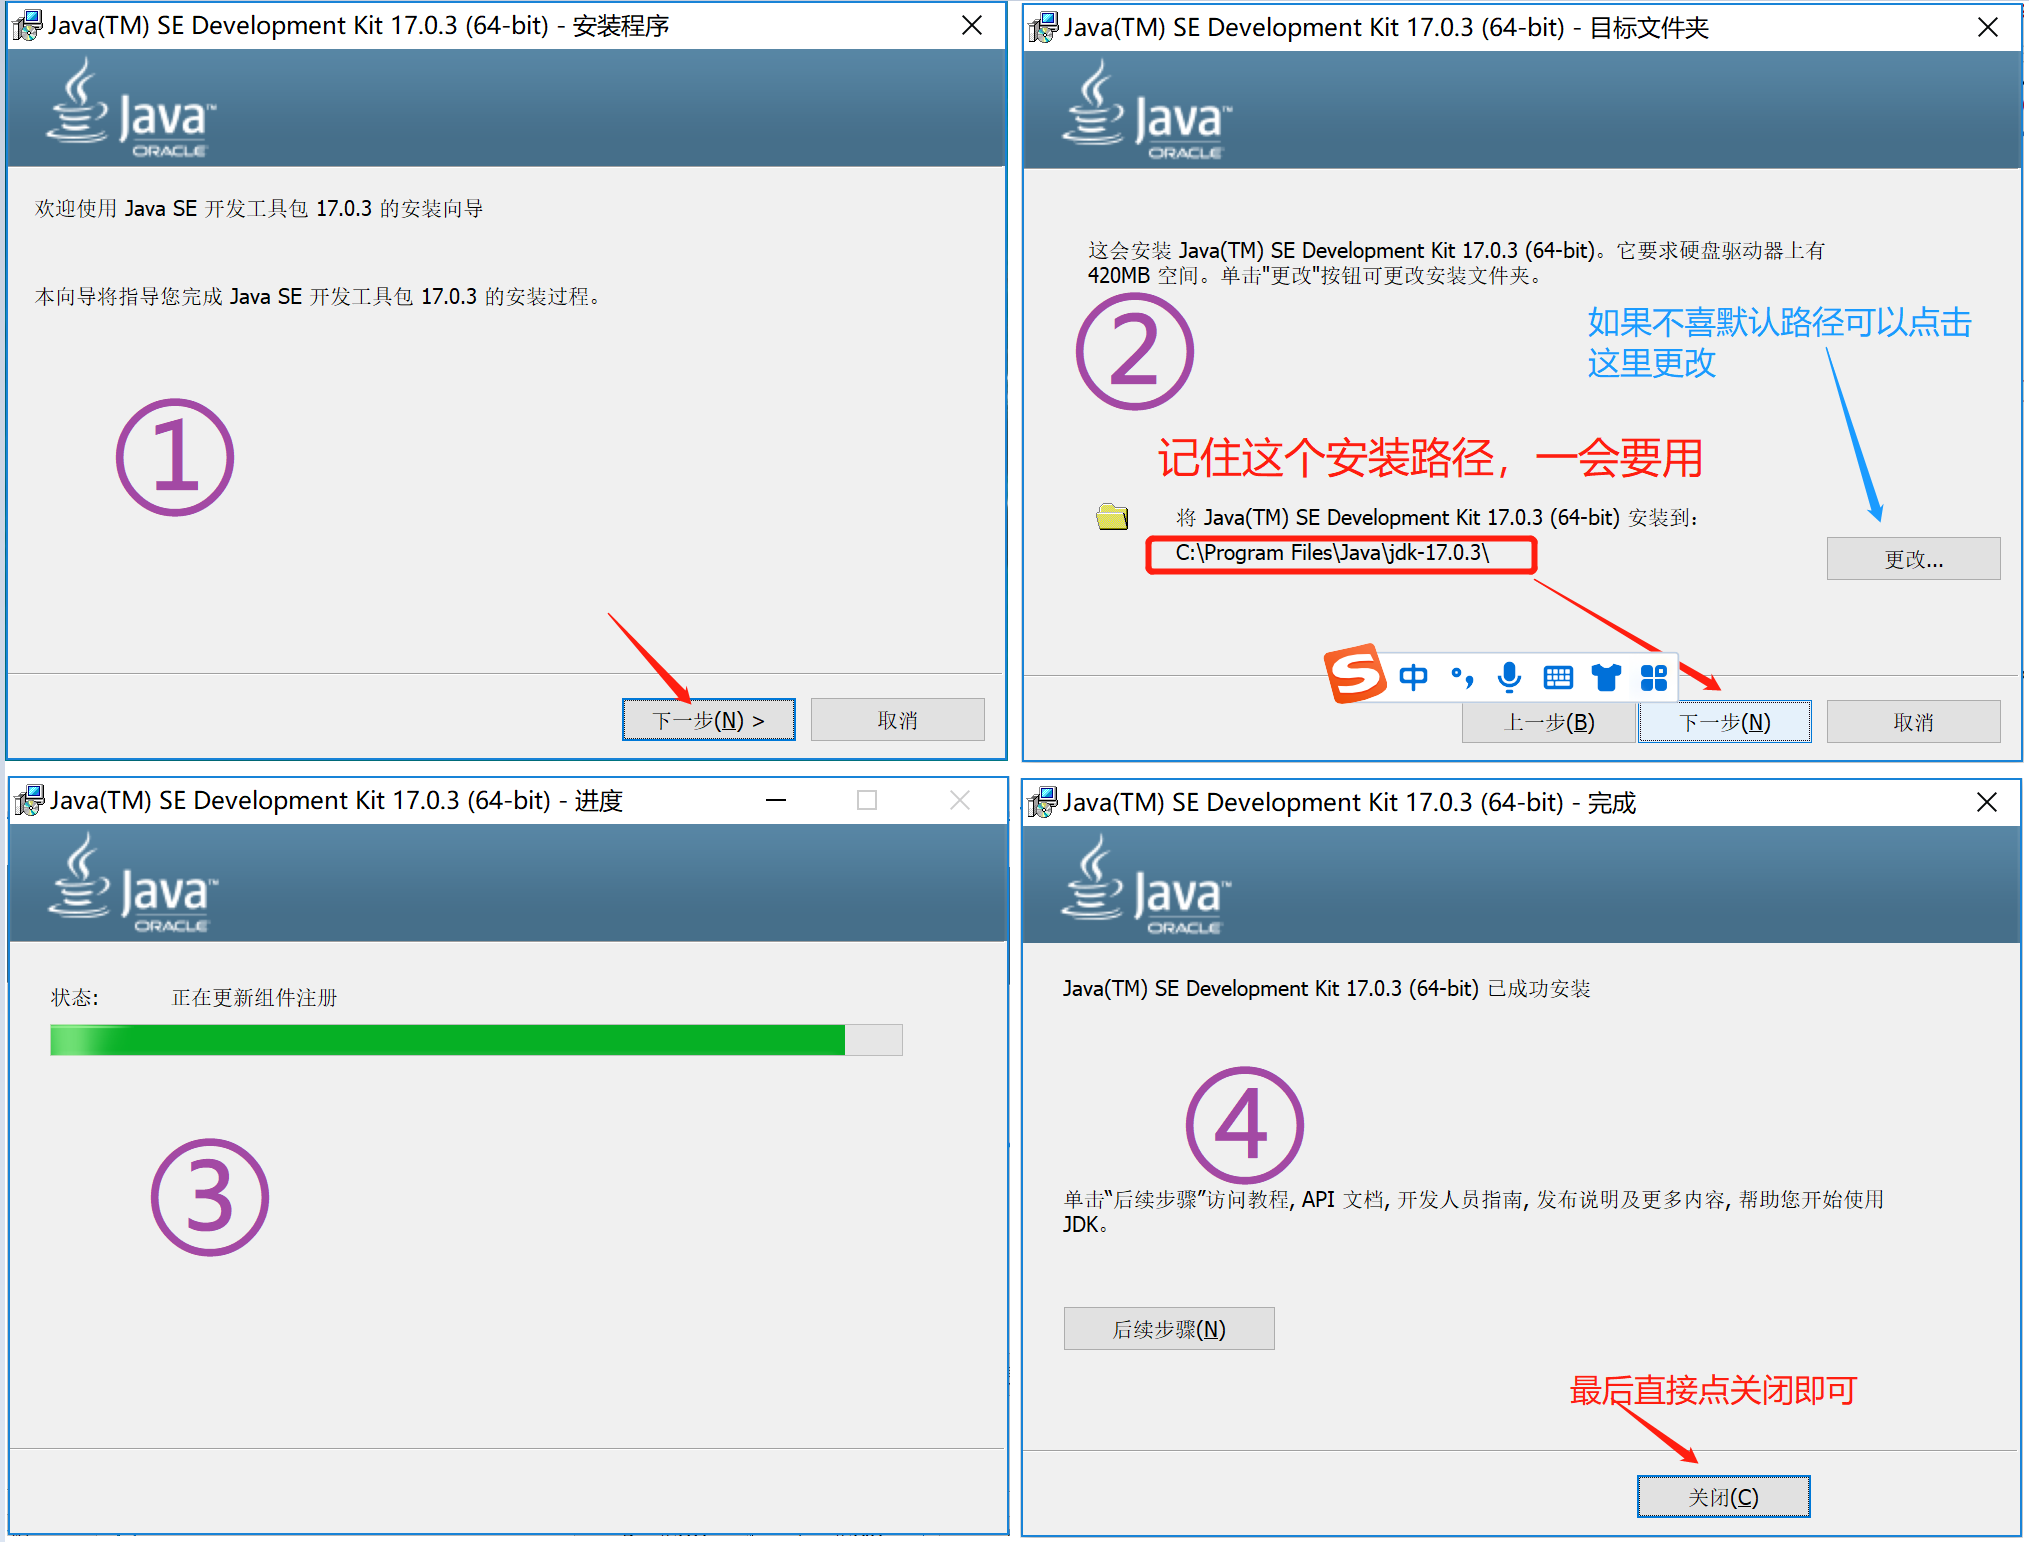 Java(TM) SE Development Kit 17.0.3 (64-bit) - 安装程序
Java™
ORACLE
欢迎使用 Java SE 开发工具包 17.0.3 的安装向导
本向导将指导您完成 Java SE 开发工具包 17.0.3 的安装过程。
①
下一步(N) >
取消
Java(TM) SE Development Kit 17.0.3 (64-bit) - 目标文件夹
Java™
ORACLE
这会安装 Java(TM) SE Development Kit 17.0.3 (64-bit)。它要求硬盘驱动器上有
420MB 空间。单击"更改"按钮可更改安装文件夹。
②
如果不喜默认路径可以点击
这里更改
记住这个安装路径，一会要用
将 Java(TM) SE Development Kit 17.0.3 (64-bit) 安装到:
C:\Program Files\Java\jdk-17.0.3\
更改...
S 中
上一步(B)
下一步(N)
取消
Java(TM) SE Development Kit 17.0.3 (64-bit) - 进度
Java™
ORACLE
状态: 正在更新组件注册
③
Java(TM) SE Development Kit 17.0.3 (64-bit) - 完成
Java™
ORACLE
Java(TM) SE Development Kit 17.0.3 (64-bit) 已成功安装
④
单击“后续步骤”访问教程, API 文档, 开发人员指南, 发布说明及更多内容, 帮助您开始使用
JDK。
后续步骤(N)
最后直接点关闭即可
关闭(C)